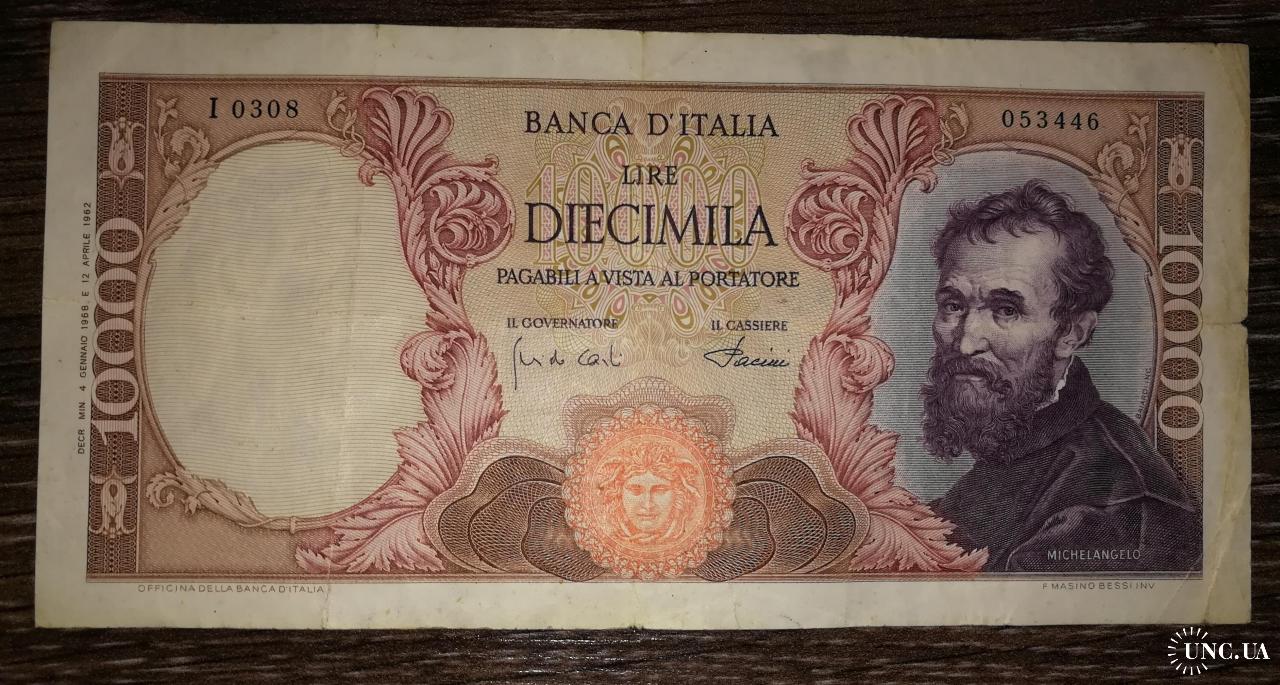 I 0308
053446
BANCA D'ITALIA
LIRE
10000
DIECIMILA
PAGABILI A VISTA AL PORTATORE
IL GOVERNATORE
IL CASSIERE
10000
10000
DECR. MIN. 4 GENNAIO 1968 E 12 APRILE 1962
MICHELANGELO
OFFICINA DELLA BANCA D'ITALIA
F. MASINO BESSI INV.
UNC.UA